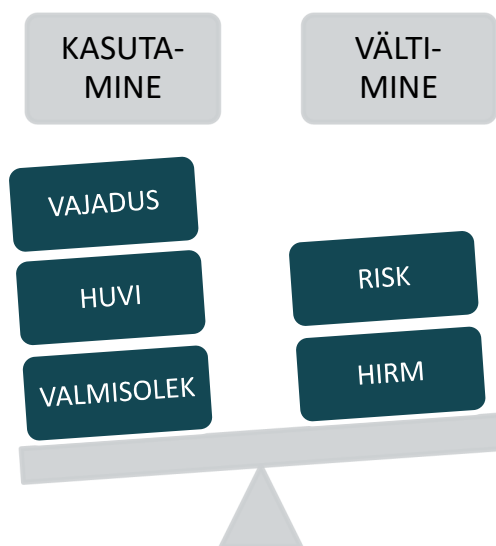 KASUTA-
MINE
VÄLTI-
MINE
VAJADUS
HUVI
VALMISOLEK
RISK
HIRM